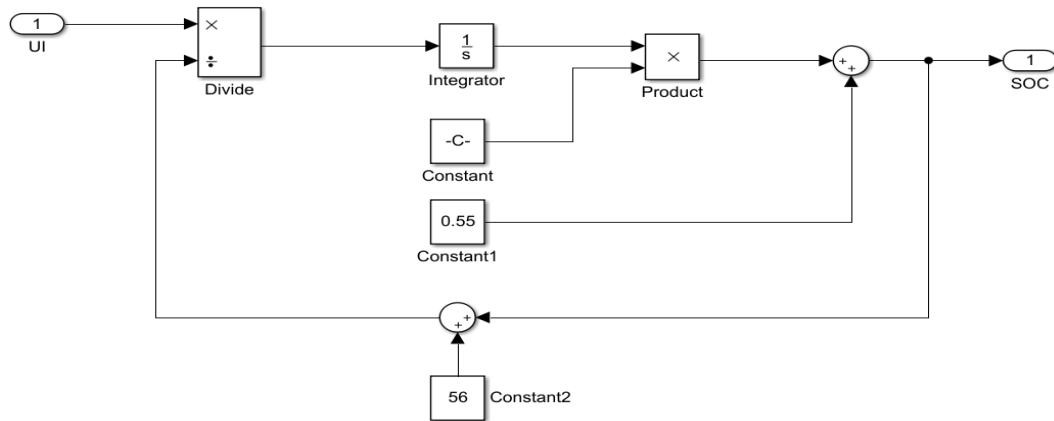 1
UI
×
÷
Divide
1
s
Integrator
×
Product
+
+
1
SOC
-C-
Constant
0.55
Constant1
+
+
56
Constant2